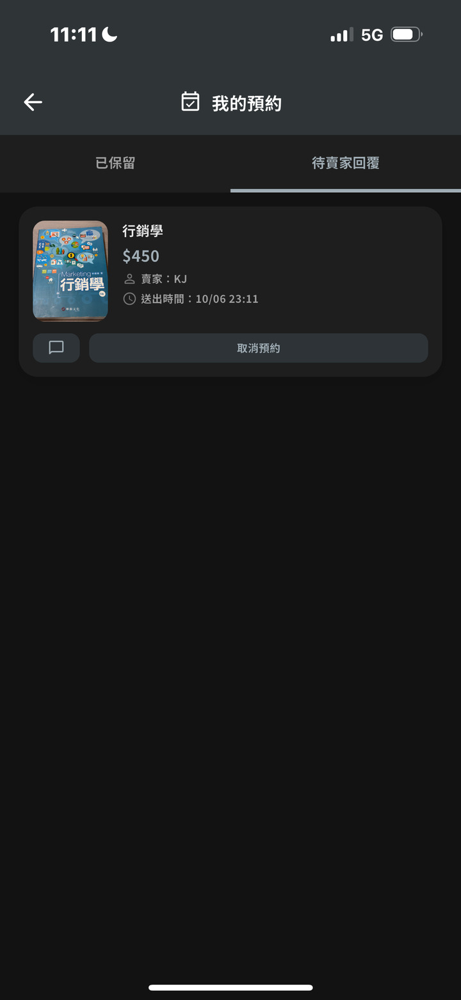 11:11
5G
我的預約
已保留
待賣家回覆
行銷學
$450
賣家：KJ
送出時間：10/06 23:11
Marketing
行銷學
取消預約